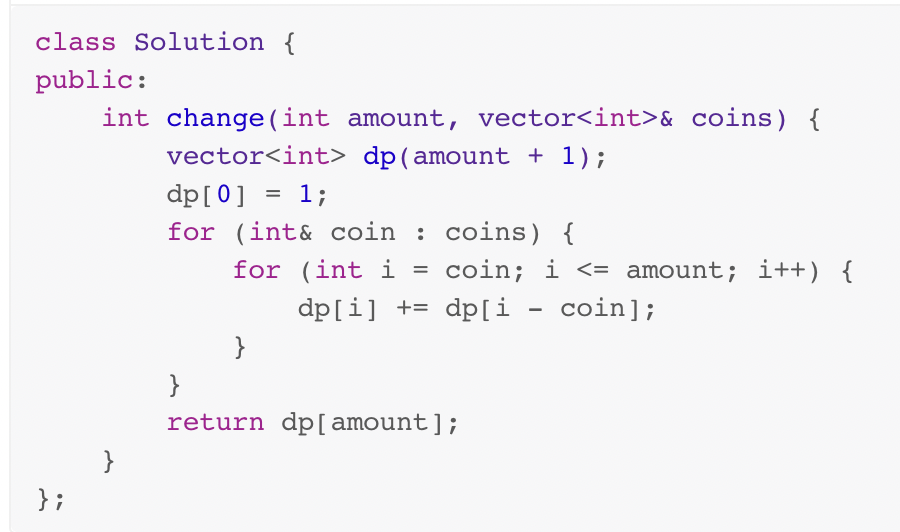 class Solution {
public:
    int change(int amount, vector<int>& coins) {
        vector<int> dp(amount + 1);
        dp[0] = 1;
        for (int& coin : coins) {
            for (int i = coin; i <= amount; i++) {
                dp[i] += dp[i - coin];
            }
        }
        return dp[amount];
    }
};